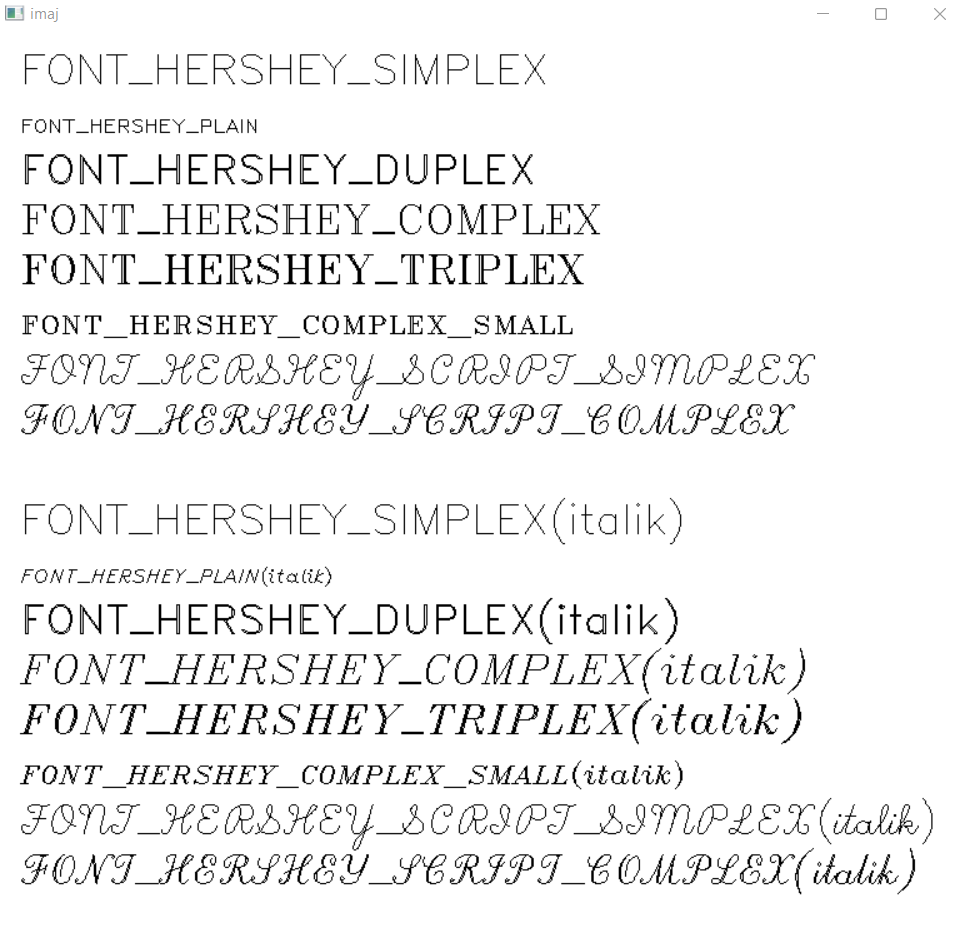 imaj
FONT_HERSHEY_SIMPLEX
FONT_HERSHEY_PLAIN
FONT_HERSHEY_DUPLEX
FONT_HERSHEY_COMPLEX
FONT_HERSHEY_TRIPLEX
FONT_HERSHEY_COMPLEX_SMALL
FONT_HERSHEY_SCRIPT_SIMPLEX
FONT_HERSHEY_SCRIPT_COMPLEX
FONT_HERSHEY_SIMPLEX(italik)
FONT_HERSHEY_PLAIN(italik)
FONT_HERSHEY_DUPLEX(italik)
FONT_HERSHEY_COMPLEX(italik)
FONT_HERSHEY_TRIPLEX(italik)
FONT_HERSHEY_COMPLEX_SMALL(italik)
FONT_HERSHEY_SCRIPT_SIMPLEX(italik)
FONT_HERSHEY_SCRIPT_COMPLEX(italik)